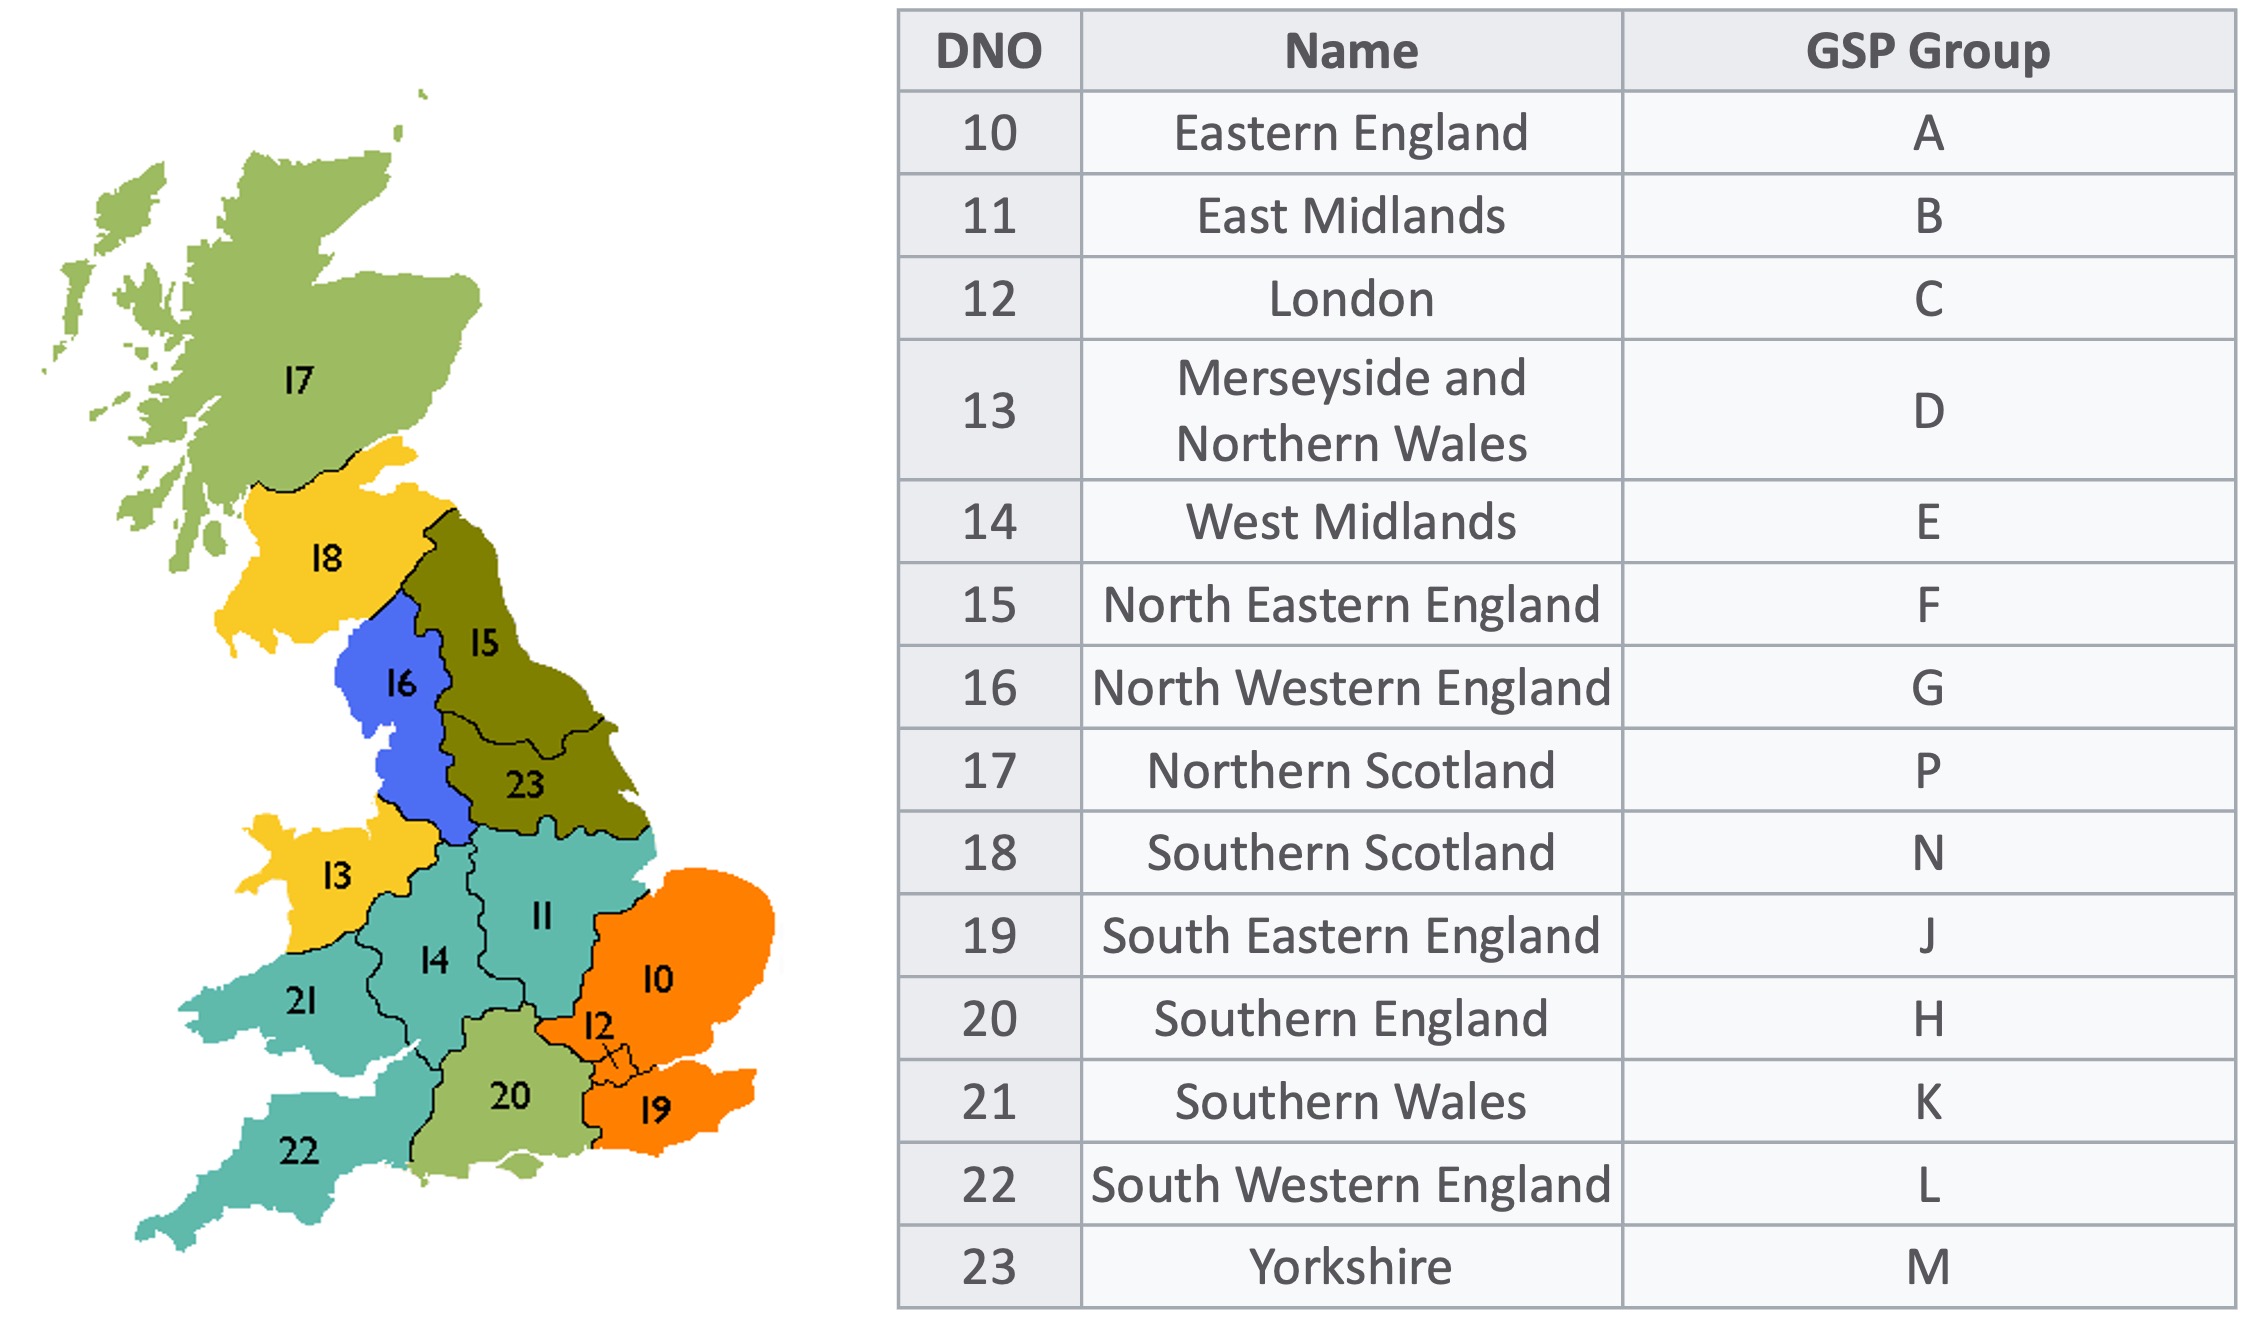 17
18
15
16
23
13
11
14
10
21
12
20
19
22
DNO Name GSP Group
10 Eastern England A
11 East Midlands B
12 London C
13 Merseyside and Northern Wales D
14 West Midlands E
15 North Eastern England F
16 North Western England G
17 Northern Scotland P
18 Southern Scotland N
19 South Eastern England J
20 Southern England H
21 Southern Wales K
22 South Western England L
23 Yorkshire M